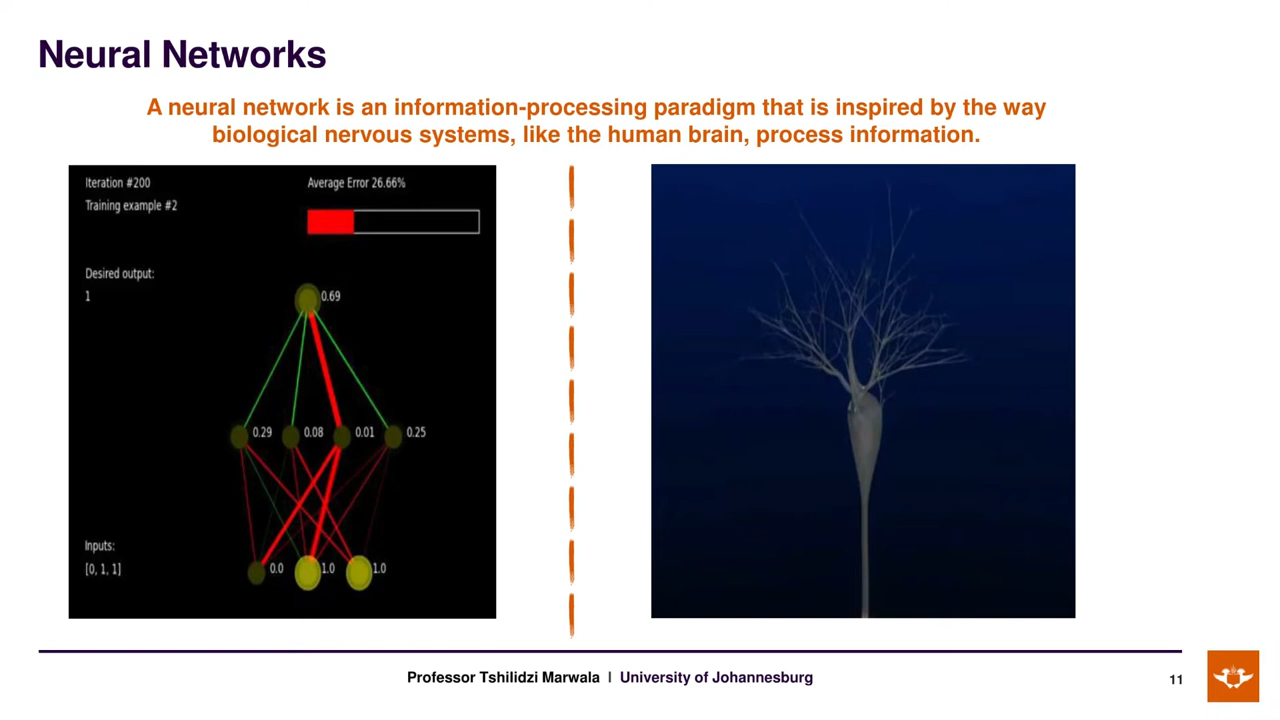 Neural Networks
A neural network is an information-processing paradigm that is inspired by the way
biological nervous systems, like the human brain, process information.
Iteration #200
Average Error 26.66%
Training example #2
Desired output:
1
0.69
0.29
0.08
0.01
0.25
Inputs:
[0, 1, 1]
0.0
1.0
1.0
Professor Tshilidzi Marwala | University of Johannesburg
11